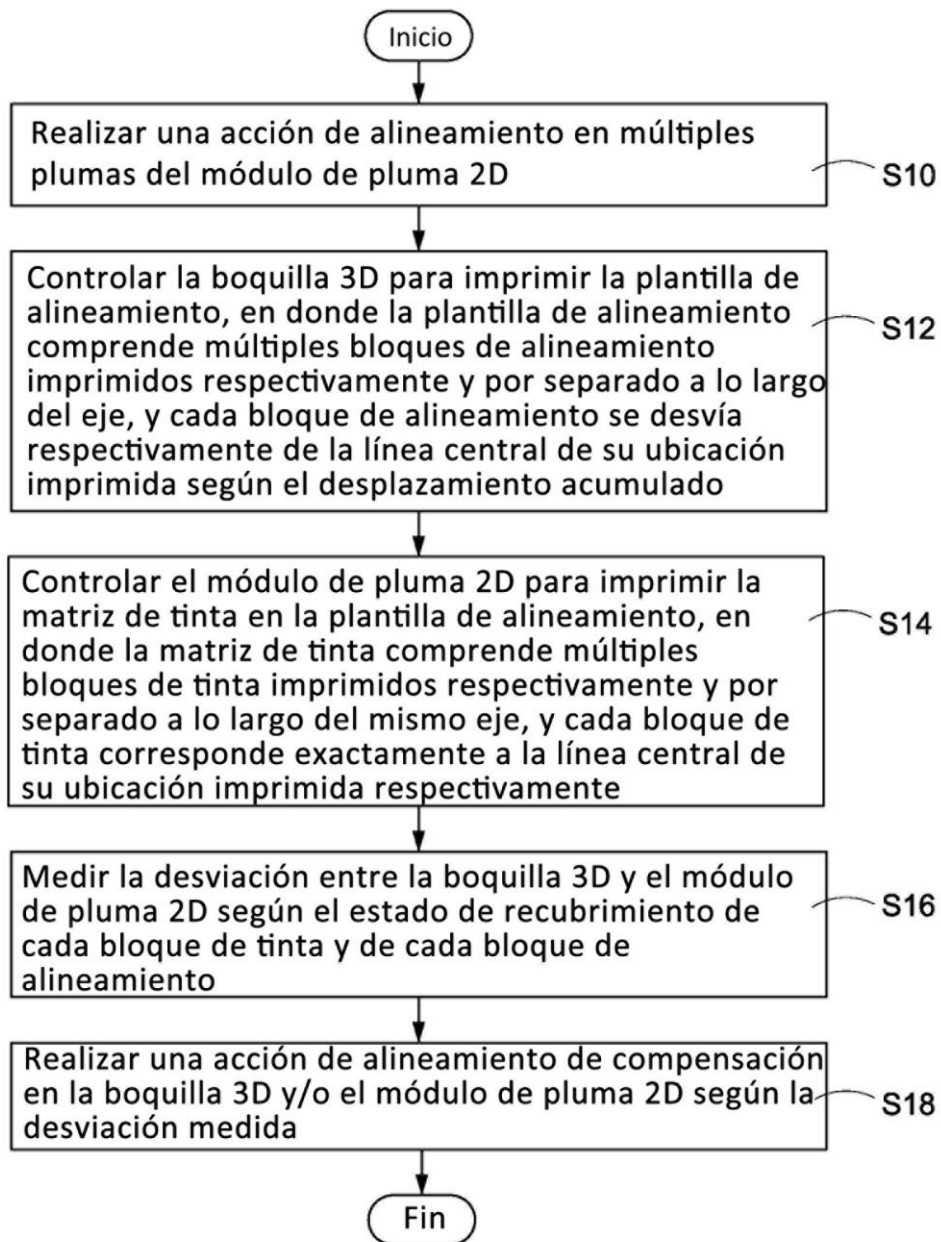 Inicio
Realizar una acción de alineamiento en múltiples
plumas del módulo de pluma 2D
S10
Controlar la boquilla 3D para imprimir la plantilla de
alineamiento, en donde la plantilla de alineamiento
comprende múltiples bloques de alineamiento
imprimidos respectivamente y por separado a lo largo
del eje, y cada bloque de alineamiento se desvía
respectivamente de la línea central de su ubicación
imprimida según el desplazamiento acumulado
S12
Controlar el módulo de pluma 2D para imprimir la
matriz de tinta en la plantilla de alineamiento, en
donde la matriz de tinta comprende múltiples
bloques de tinta imprimidos respectivamente y por
separado a lo largo del mismo eje, y cada bloque de
tinta corresponde exactamente a la línea central de
su ubicación imprimida respectivamente
S14
Medir la desviación entre la boquilla 3D y el módulo
de pluma 2D según el estado de recubrimiento de
cada bloque de tinta y de cada bloque de
alineamiento
S16
Realizar una acción de alineamiento de compensación
en la boquilla 3D y/o el módulo de pluma 2D según la
desviación medida
S18
Fin